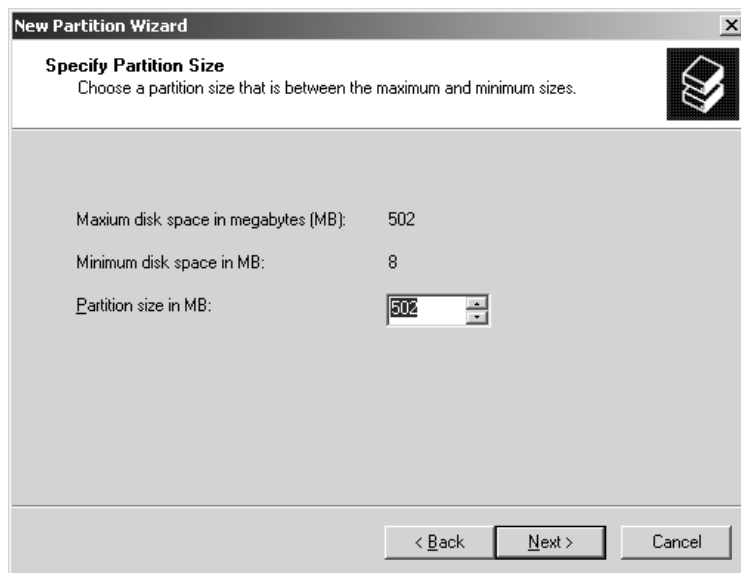 New Partition Wizard
Specify Partition Size
Choose a partition size that is between the maximum and minimum sizes.
Maxium disk space in megabytes (MB): 502
Minimum disk space in MB: 8
Partition size in MB: 502
< Back Next > Cancel